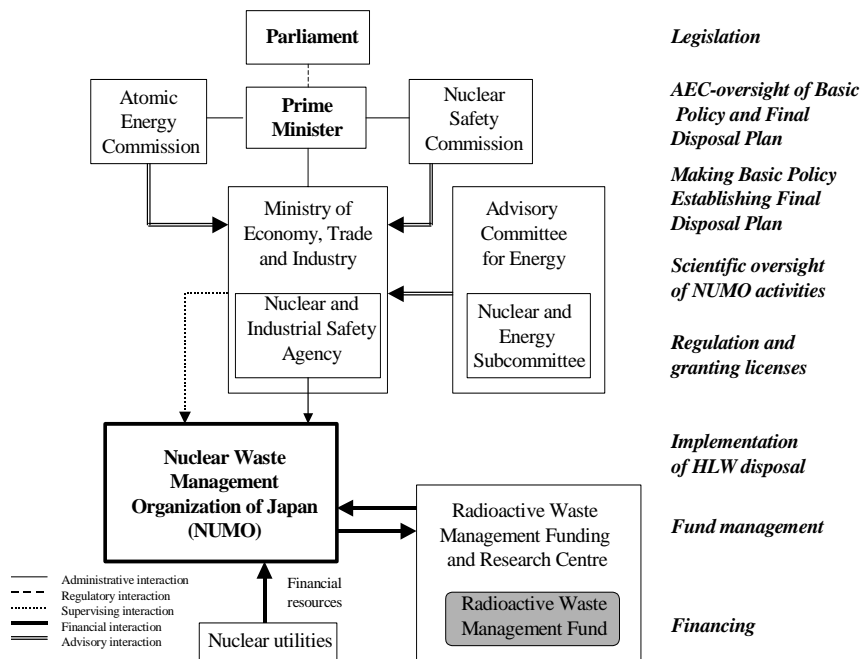 Parliament
Legislation
Atomic
Energy
Commission
Prime
Minister
Nuclear
Safety
Commission
AEC-oversight of Basic
Policy and Final
Disposal Plan
Making Basic Policy
Establishing Final
Disposal Plan
Ministry of
Economy, Trade
and Industry
Advisory
Committee
for Energy
Scientific oversight
of NUMO activities
Nuclear and
Industrial Safety
Agency
Nuclear and
Energy
Subcommittee
Regulation and
granting licenses
Nuclear Waste
Management
Organization of Japan
(NUMO)
Implementation
of HLW disposal
Radioactive Waste
Management Funding
and Research Centre
Fund management
Administrative interaction
Regulatory interaction
Supervising interaction
Financial interaction
Advisory interaction
Financial
resources
Nuclear utilities
Radioactive Waste
Management Fund
Financing